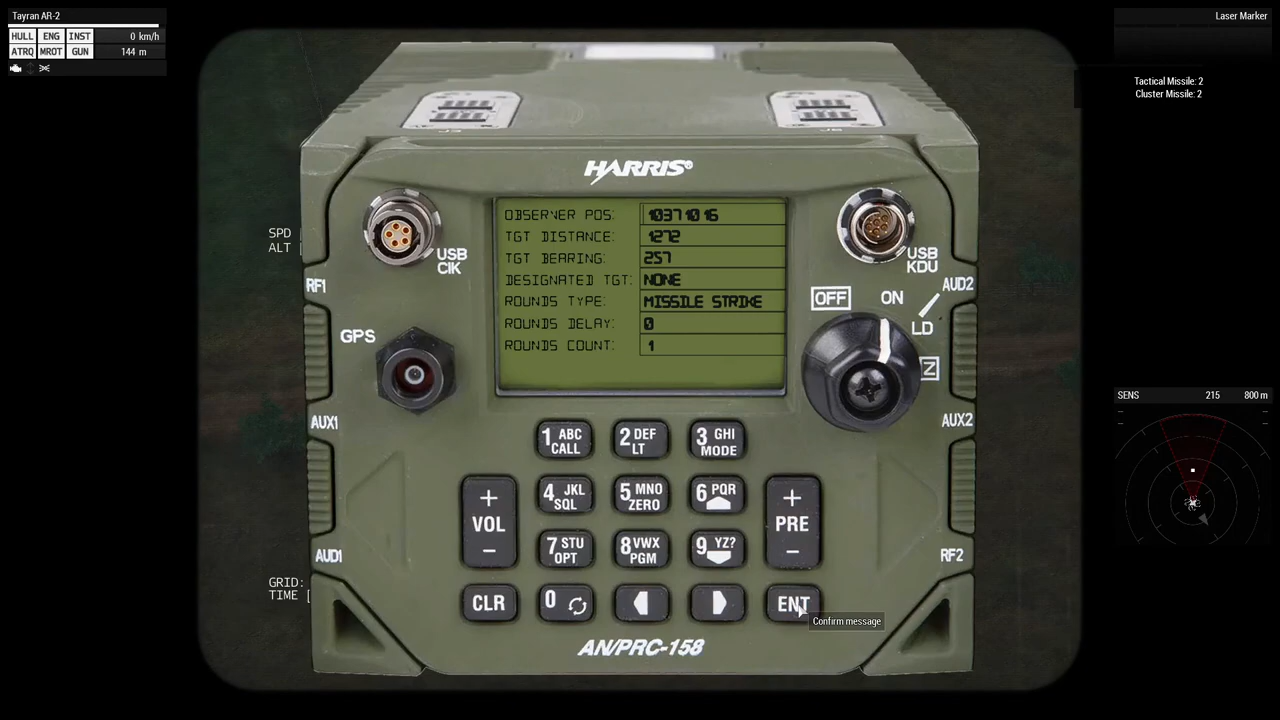 Tayran AR-2
HULL ENG INST 0 km/h
ATRQ MROT GUN 144 m
Laser Marker
Tactical Missile: 2
Cluster Missile: 2
SPD [
ALT [
GRID:
TIME [
SENS 215 800 m
HARRIS®
USB
CIK
USB
KDU
RF1
AUD2
GPS
OFF ON
LD
Z
AUX1
AUX2
AUD1
RF2
OBSERVER POS: 10371016
TGT DISTANCE: 1272
TGT BEARING: 257
DESIGNATED TGT: NONE
ROUNDS TYPE: MISSILE STRIKE
ROUNDS DELAY: 0
ROUNDS COUNT: 1
1 ABC CALL
2 DEF LT
3 GHI MODE
+ VOL −
4 JKL SQL
5 MNO ZERO
6 PQR
+ PRE −
7 STU OPT
8 VWX PGM
9 YZ?
CLR
0
ENT
Confirm message
AN/PRC-158